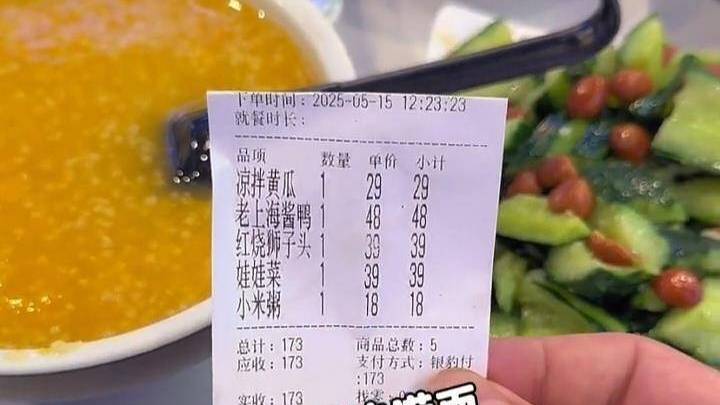 下单时间：2025-05-15 12:23:23
就餐时长：
品项 数量 单价 小计
凉拌黄瓜 1 29 29
老上海酱鸭 1 48 48
红烧狮子头 1 39 39
娃娃菜 1 39 39
小米粥 1 18 18
总计：173 商品总数：5
应收：173 支付方式：银豹付
:173
实收：173 找零：